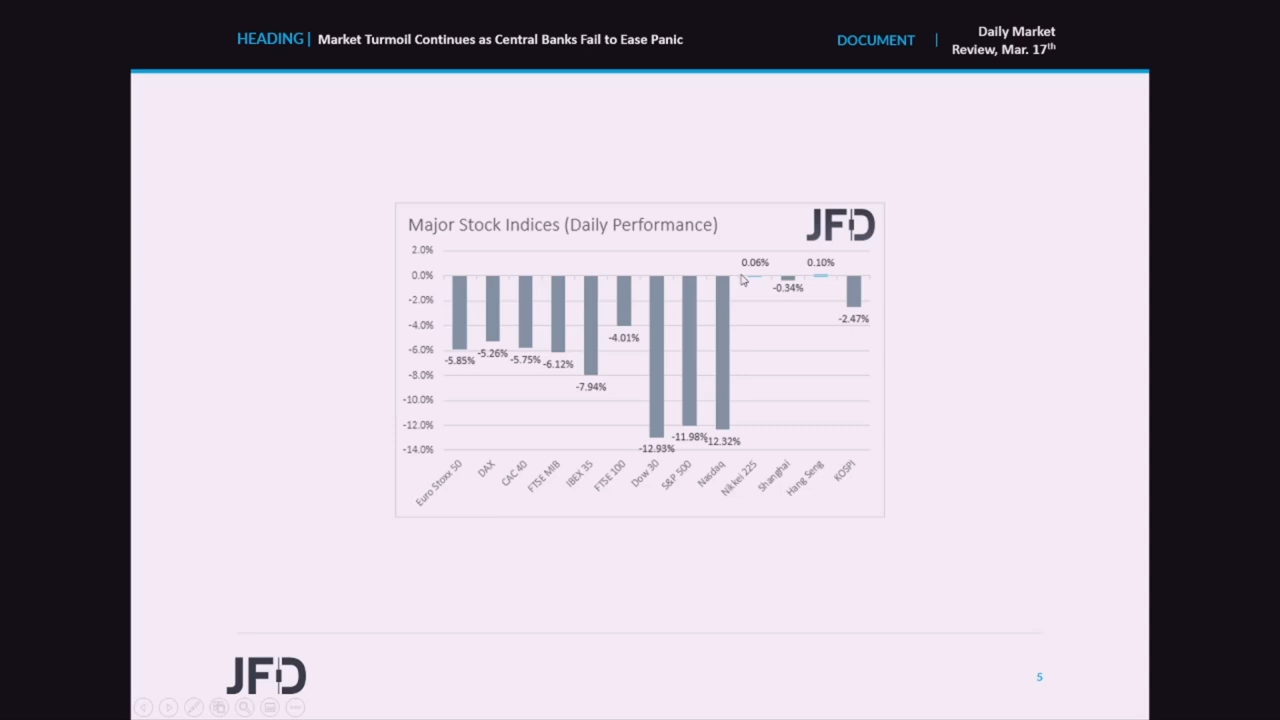 HEADING | Market Turmoil Continues as Central Banks Fail to Ease Panic
DOCUMENT | Daily Market
Review, Mar. 17th
Major Stock Indices (Daily Performance)
JFD
2.0%
0.0%
-2.0%
-4.0%
-6.0%
-8.0%
-10.0%
-12.0%
-14.0%
-5.85%
-5.26%
-5.75%
-6.12%
-7.94%
-4.01%
-12.93%
-11.98%
-12.32%
0.06%
-0.34%
0.10%
-2.47%
Euro Stoxx 50
DAX
CAC 40
FTSE MIB
IBEX 35
FTSE 100
Dow 30
S&P 500
Nasdaq
Nikkei 225
Shanghai
Hang Seng
KOSPI
JFD
5